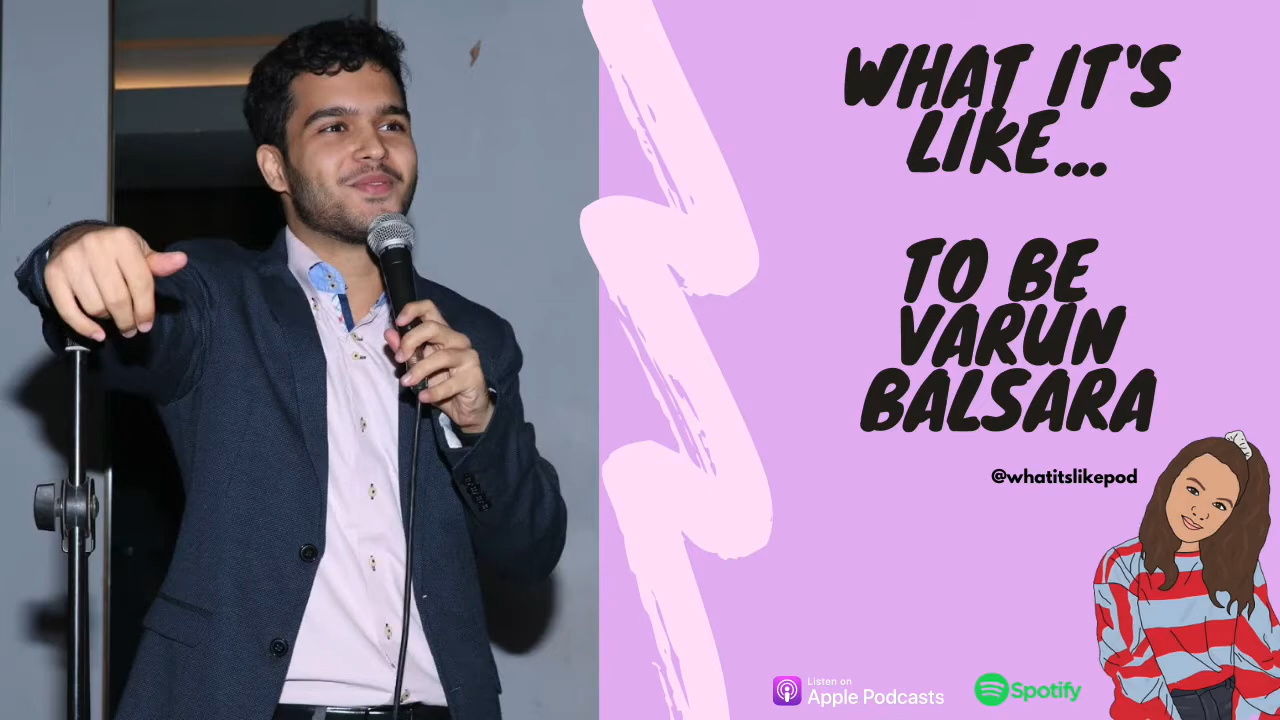 WHAT IT'S
LIKE...
TO BE
VARUN
BALSARA
@whatitslikepod
Listen on
Apple Podcasts
Spotify